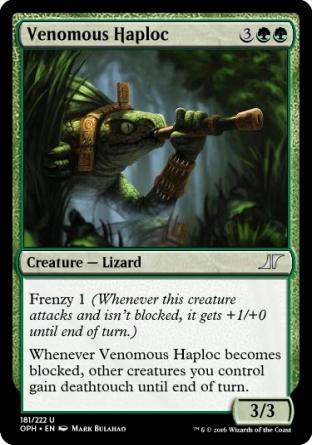 Venomous Haploc 3
Creature — Lizard
Frenzy 1 (Whenever this creature
attacks and isn't blocked, it gets +1/+0
until end of turn.)
Whenever Venomous Haploc becomes
blocked, other creatures you control
gain deathtouch until end of turn.
3/3
181/222 U
OPH • EN Mark Bulahao
™ & © 2016 Wizards of the Coast